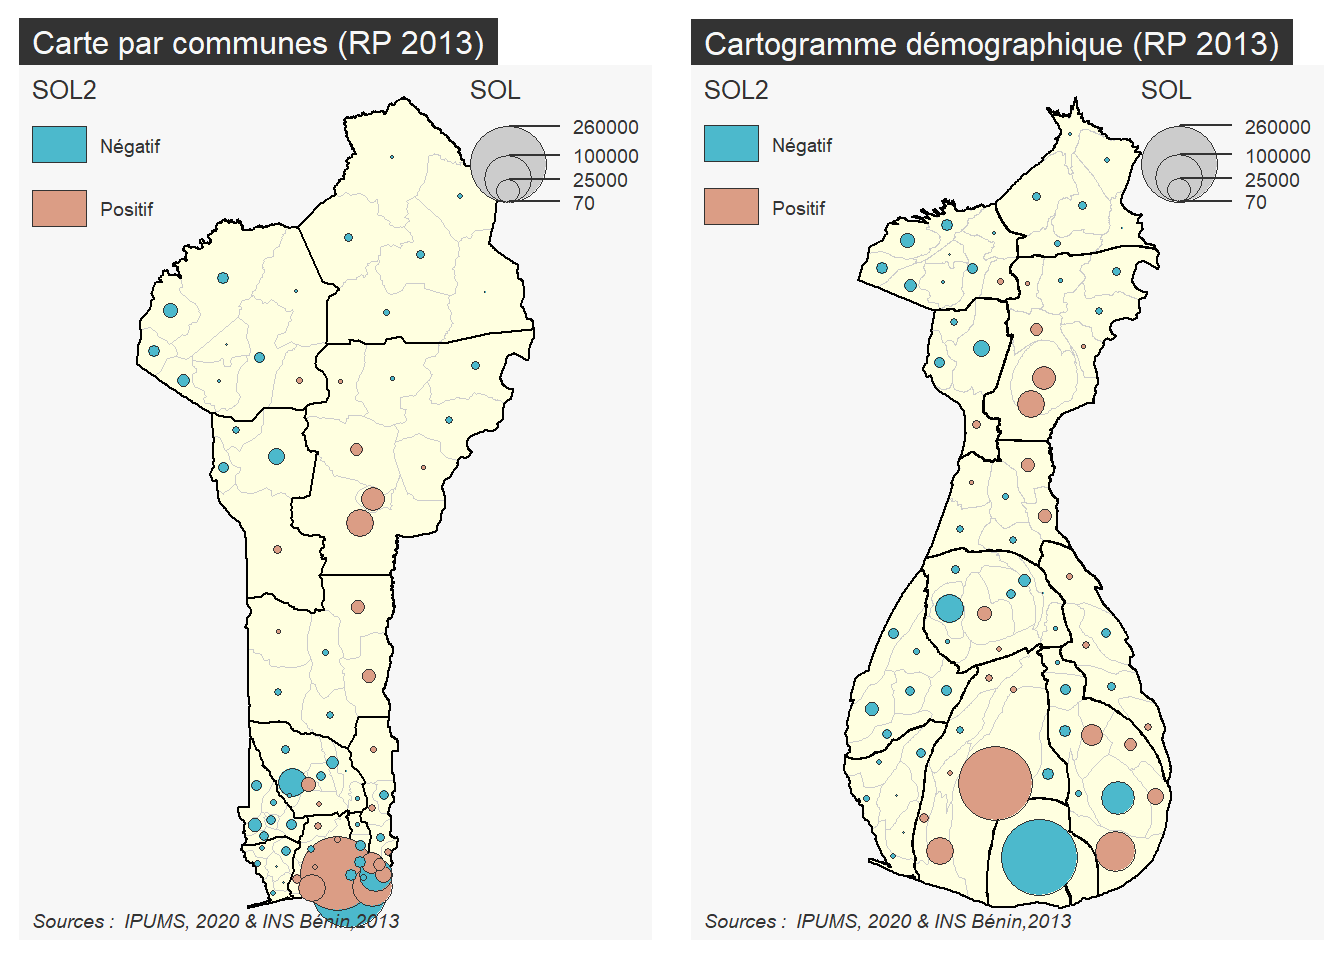 Carte par communes (RP 2013)
SOL2
Négatif
Positif
SOL
260000
100000
25000
70
Sources :  IPUMS, 2020 & INS Bénin,2013
Cartogramme démographique (RP 2013)
SOL2
Négatif
Positif
SOL
260000
100000
25000
70
Sources :  IPUMS, 2020 & INS Bénin,2013